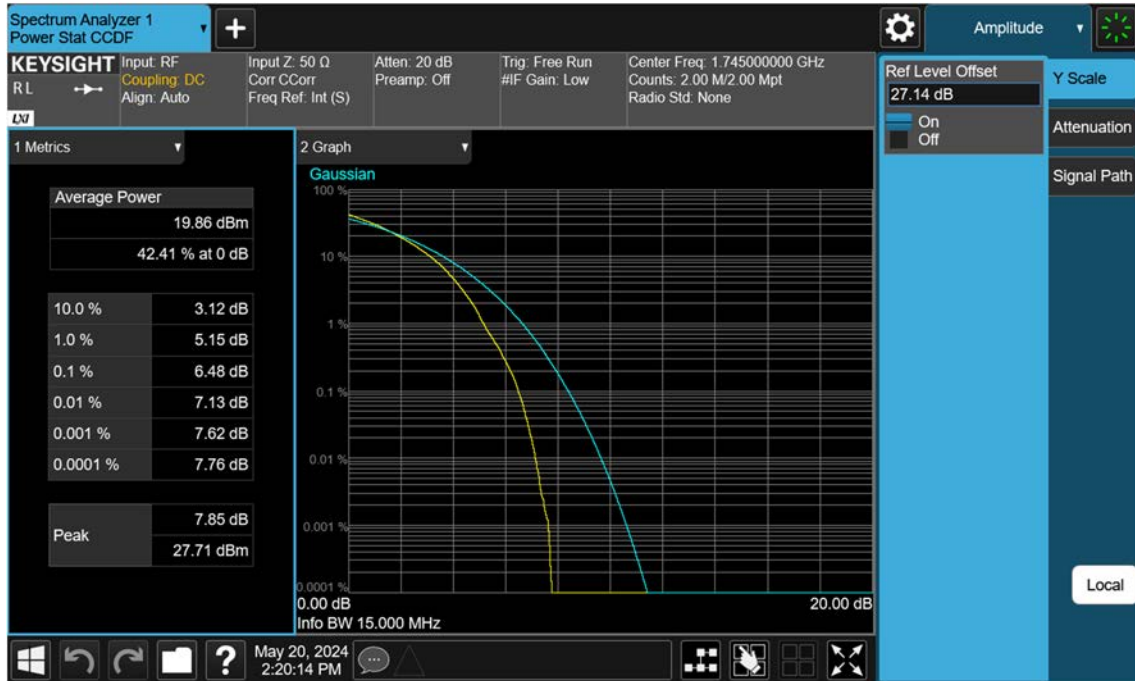 Spectrum Analyzer 1
Power Stat CCDF
+
Amplitude
KEYSIGHT
R L
LXI
Input: RF
Coupling: DC
Align: Auto
Input Z: 50 Ω
Corr CCorr
Freq Ref: Int (S)
Atten: 20 dB
Preamp: Off
Trig: Free Run
#IF Gain: Low
Center Freq: 1.745000000 GHz
Counts: 2.00 M/2.00 Mpt
Radio Std: None
Ref Level Offset
27.14 dB
On
Off
Y Scale
Attenuation
Signal Path
1 Metrics
Average Power
19.86 dBm
42.41 % at 0 dB
10.0 % 3.12 dB
1.0 % 5.15 dB
0.1 % 6.48 dB
0.01 % 7.13 dB
0.001 % 7.62 dB
0.0001 % 7.76 dB
Peak
7.85 dB
27.71 dBm
2 Graph
Gaussian
100 %
10 %
1 %
0.1 %
0.01 %
0.001 %
0.0001 %
0.00 dB 20.00 dB
Info BW 15.000 MHz
Local
?
May 20, 2024
2:20:14 PM